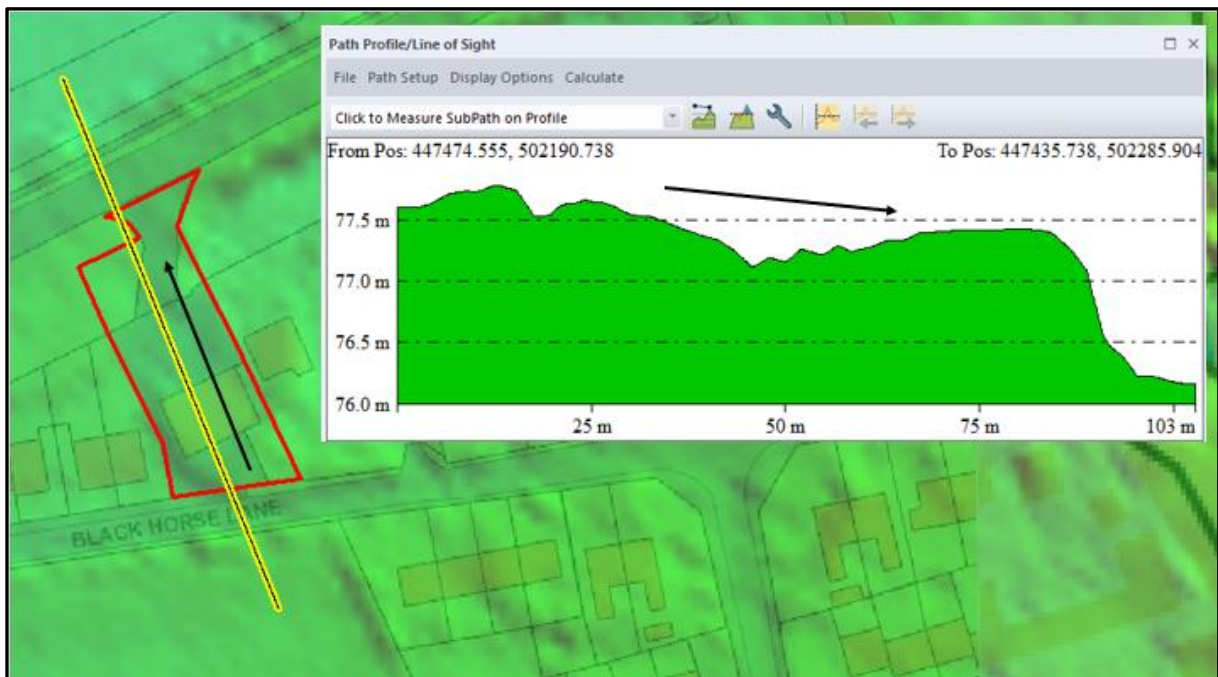 Path Profile/Line of Sight
File Path Setup Display Options Calculate
Click to Measure SubPath on Profile
From Pos: 447474.555, 502190.738 To Pos: 447435.738, 502285.904
77.5 m
77.0 m
76.5 m
76.0 m
25 m 50 m 75 m 103 m
BLACK HORSE LANE